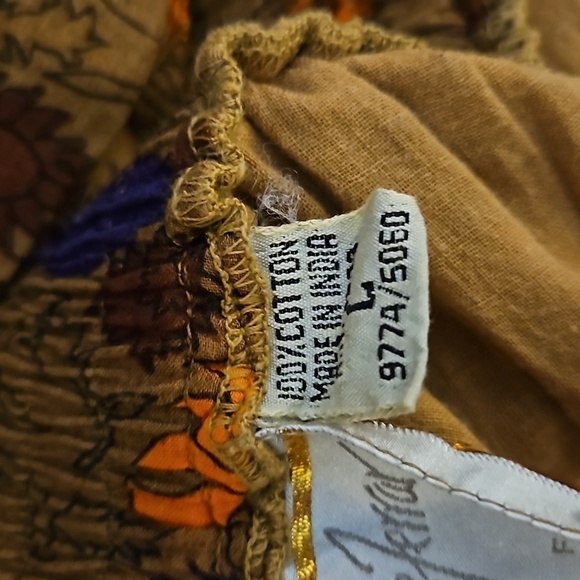 100% COTTON
MADE IN INDIA
L
9774/5060
F